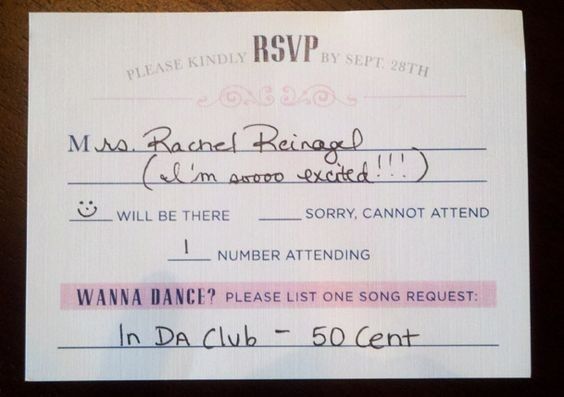 PLEASE KINDLY RSVP BY SEPT. 28TH
Mrs. Rachel Reinagel
(I'm soooo excited!!!)
WILL BE THERE SORRY, CANNOT ATTEND
1 NUMBER ATTENDING
WANNA DANCE? PLEASE LIST ONE SONG REQUEST:
In DA Club - 50 Cent